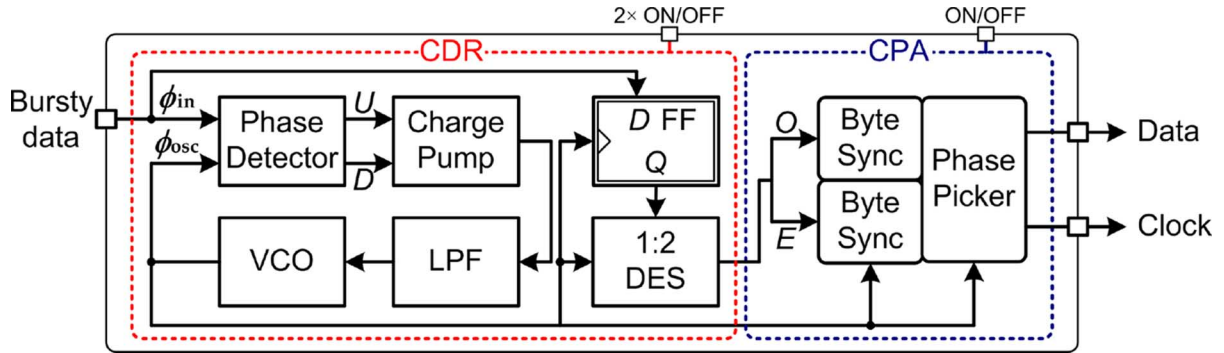 2× ON/OFF
ON/OFF
CDR
CPA
Bursty
data
ϕin
ϕosc
Phase
Detector
U
D
Charge
Pump
D FF
Q
VCO
LPF
1:2
DES
O
E
Byte
Sync
Byte
Sync
Phase
Picker
Data
Clock